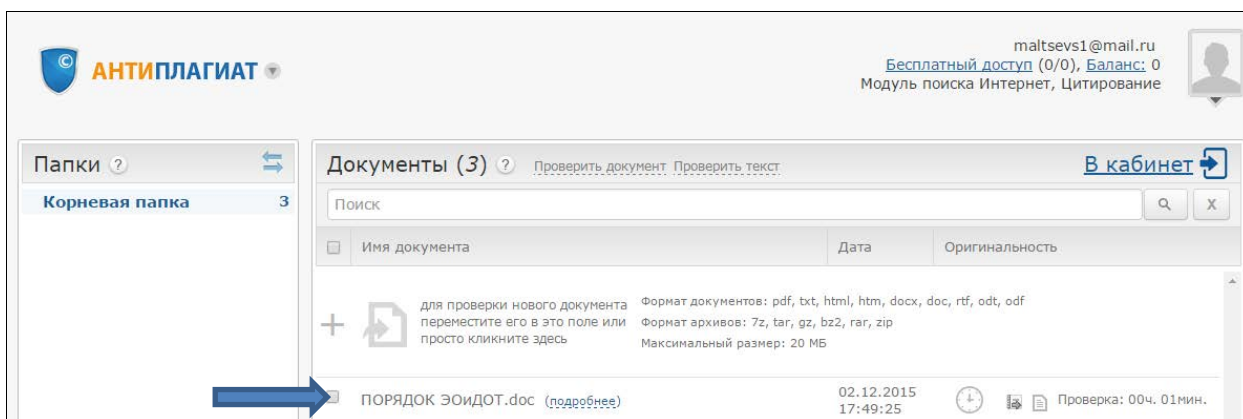 maltsevs1@mail.ru
© АНТИПЛАГИАТ
Бесплатный доступ (0/0), Баланс: 0
Модуль поиска Интернет, Цитирование
Папки ?
Документы (3) ? Проверить документ Проверить текст В кабинет
Корневая папка 3
Поиск X
Имя документа Дата Оригинальность
для проверки нового документа
переместите его в это поле или
просто кликните здесь
Формат документов: pdf, txt, html, htm, docx, doc, rtf, odt, odf
Формат архивов: 7z, tar, gz, bz2, rar, zip
Максимальный размер: 20 МБ
ПОРЯДОК ЭОиДОТ.doc (подробнее)
02.12.2015
17:49:25
Проверка: 00ч. 01мин.